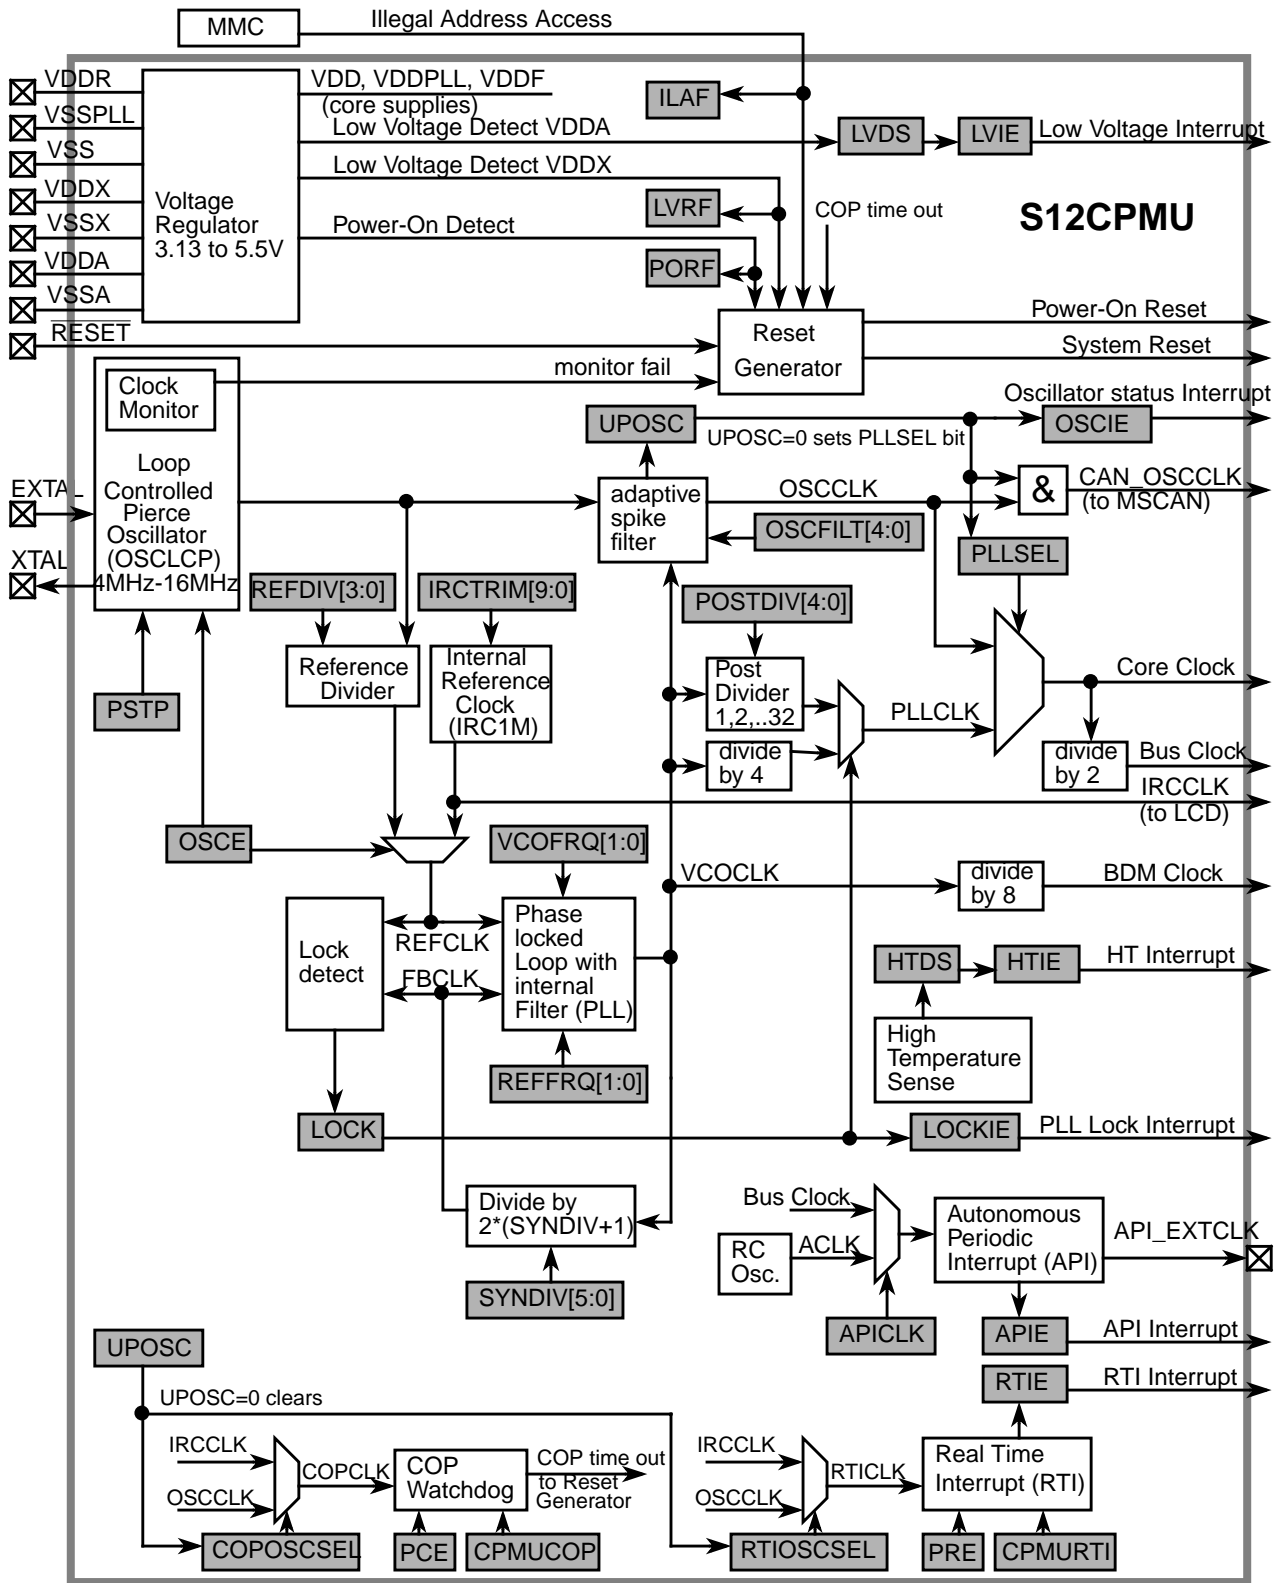 MMC
Illegal Address Access
VDDR
VSSPLL
VSS
VDDX
VSSX
VDDA
VSSA
RESET
Voltage
Regulator
3.13 to 5.5V
VDD, VDDPLL, VDDF
(core supplies)
Low Voltage Detect VDDA
Low Voltage Detect VDDX
Power-On Detect
ILAF
LVRF
PORF
LVDS
LVIE
Low Voltage Interrupt
COP time out
S12CPMU
Reset
Generator
Power-On Reset
System Reset
monitor fail
Clock
Monitor
Loop
Controlled
Pierce
Oscillator
(OSCLCP)
4MHz-16MHz
EXTAL
XTAL
UPOSC
UPOSC=0 sets PLLSEL bit
Oscillator status Interrupt
OSCIE
adaptive
spike
filter
OSCCLK
OSCFILT[4:0]
&
CAN_OSCCLK
(to MSCAN)
PLLSEL
REFDIV[3:0]
IRCTRIM[9:0]
POSTDIV[4:0]
Reference
Divider
Internal
Reference
Clock
(IRC1M)
Post
Divider
1,2,..32
PLLCLK
Core Clock
PSTP
divide
by 4
divide
by 2
Bus Clock
IRCCLK
(to LCD)
OSCE
VCOFRQ[1:0]
VCOCLK
divide
by 8
BDM Clock
Lock
detect
REFCLK
FBCLK
Phase
locked
Loop with
internal
Filter (PLL)
REFFRQ[1:0]
HTDS
HTIE
HT Interrupt
High
Temperature
Sense
LOCK
LOCKIE
PLL Lock Interrupt
Divide by
2*(SYNDIV+1)
SYNDIV[5:0]
Bus Clock
RC
Osc.
ACLK
APICLK
Autonomous
Periodic
Interrupt (API)
API_EXTCLK
APIE
API Interrupt
RTIE
RTI Interrupt
UPOSC
UPOSC=0 clears
IRCCLK
OSCCLK
COPCLK
COP
Watchdog
COP time out
to Reset
Generator
COPOSCSEL
PCE
CPMUCOP
IRCCLK
OSCCLK
RTICLK
Real Time
Interrupt (RTI)
RTIOSCSEL
PRE
CPMURTI